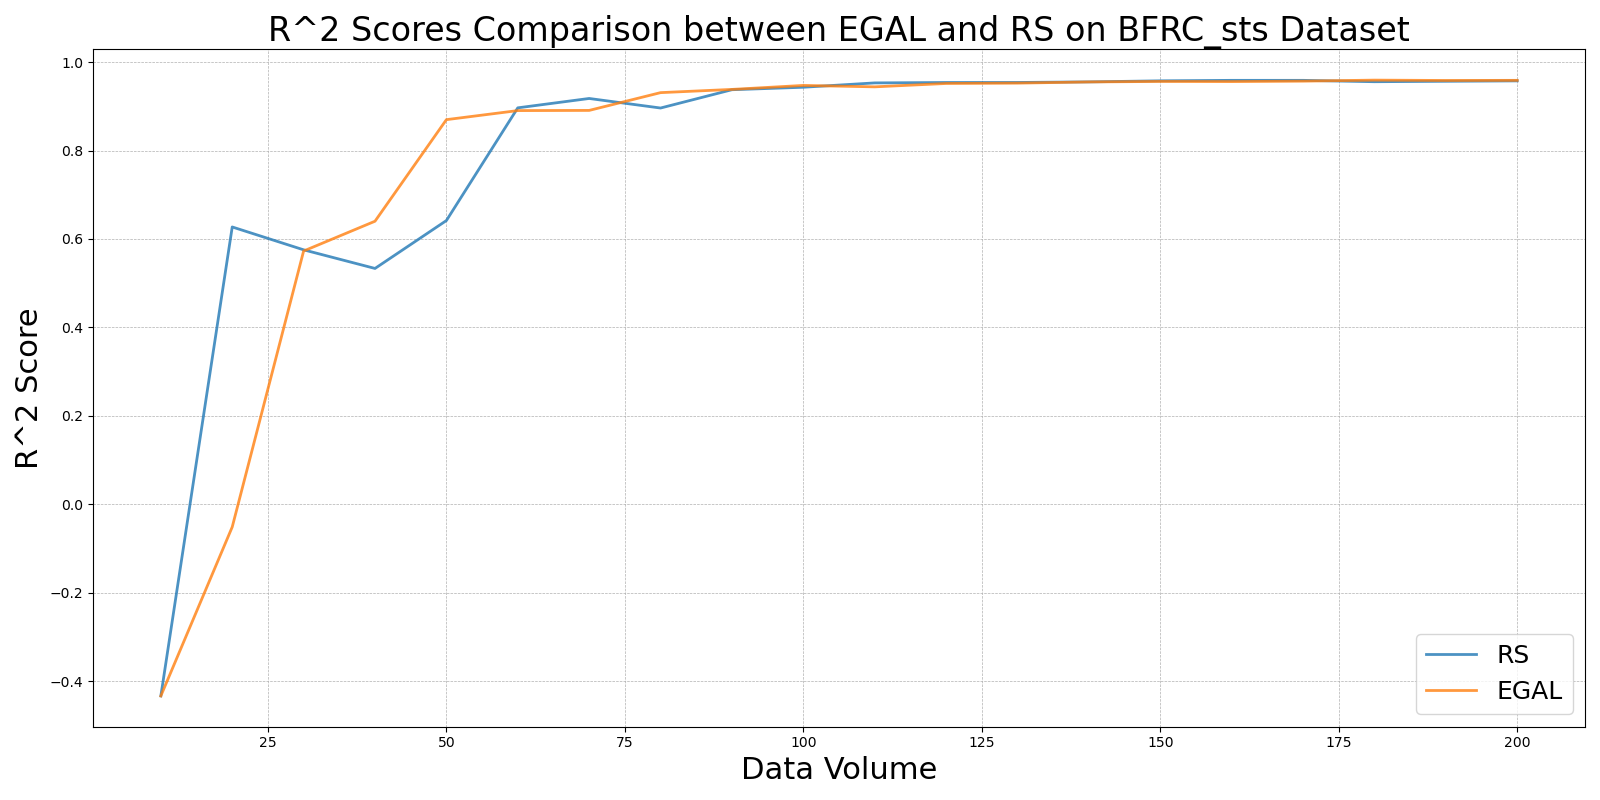 R^2 Scores Comparison between EGAL and RS on BFRC_sts Dataset
R^2 Score
1.0
0.8
0.6
0.4
0.2
0.0
−0.2
−0.4
RS
EGAL
25 50 75 100 125 150 175 200
Data Volume